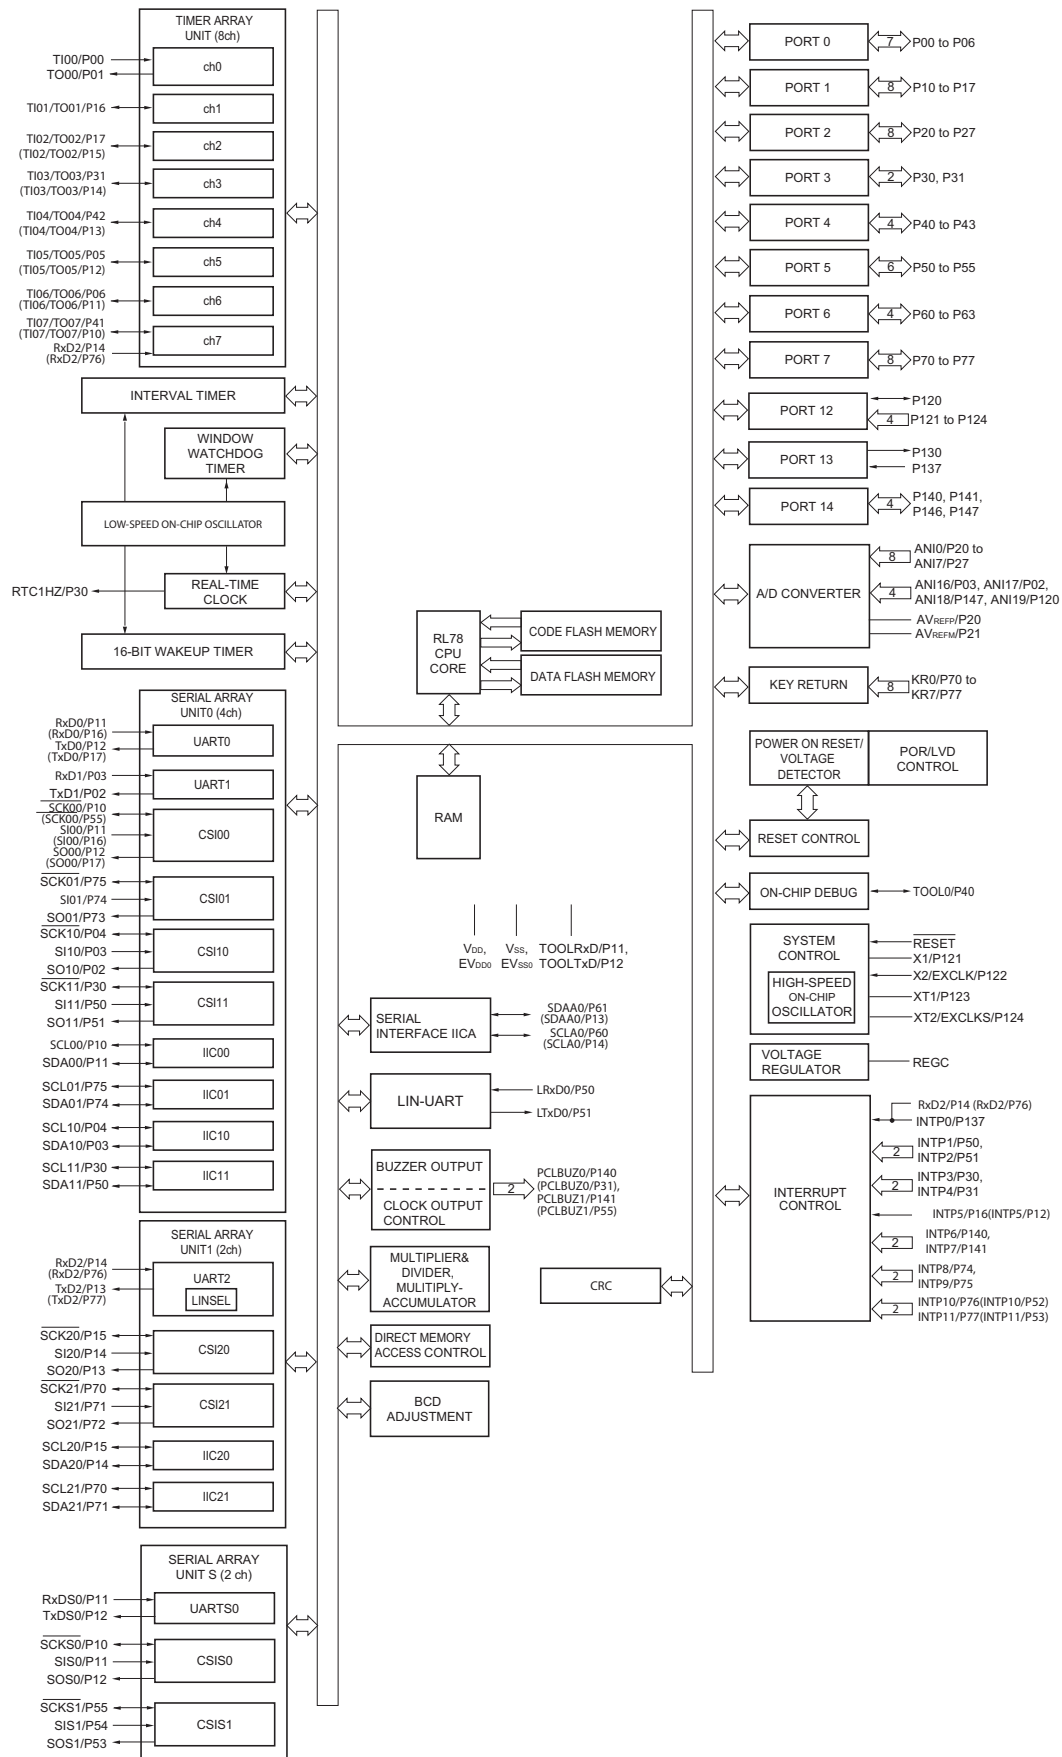 TIMER ARRAY
UNIT (8ch)
TI00/P00
TO00/P01
ch0
TI01/TO01/P16
ch1
TI02/TO02/P17
(TI02/TO02/P15)
ch2
TI03/TO03/P31
(TI03/TO03/P14)
ch3
TI04/TO04/P42
(TI04/TO04/P13)
ch4
TI05/TO05/P05
(TI05/TO05/P12)
ch5
TI06/TO06/P06
(TI06/TO06/P11)
ch6
TI07/TO07/P41
(TI07/TO07/P10)
RxD2/P14
(RxD2/P76)
ch7
INTERVAL TIMER
WINDOW
WATCHDOG
TIMER
LOW-SPEED ON-CHIP OSCILLATOR
RTC1HZ/P30
REAL-TIME
CLOCK
16-BIT WAKEUP TIMER
SERIAL ARRAY
UNIT0 (4ch)
RxD0/P11
(RxD0/P16)
TxD0/P12
(TxD0/P17)
UART0
RxD1/P03
TxD1/P02
UART1
SCK00/P10
(SCK00/P55)
SI00/P11
(SI00/P16)
SO00/P12
(SO00/P17)
CSI00
SCK01/P75
SI01/P74
SO01/P73
CSI01
SCK10/P04
SI10/P03
SO10/P02
CSI10
SCK11/P30
SI11/P50
SO11/P51
CSI11
SCL00/P10
SDA00/P11
IIC00
SCL01/P75
SDA01/P74
IIC01
SCL10/P04
SDA10/P03
IIC10
SCL11/P30
SDA11/P50
IIC11
SERIAL ARRAY
UNIT1 (2ch)
RxD2/P14
(RxD2/P76)
TxD2/P13
(TxD2/P77)
UART2
LINSEL
SCK20/P15
SI20/P14
SO20/P13
CSI20
SCK21/P70
SI21/P71
SO21/P72
CSI21
SCL20/P15
SDA20/P14
IIC20
SCL21/P70
SDA21/P71
IIC21
SERIAL ARRAY
UNIT S (2 ch)
RxDS0/P11
TxDS0/P12
UARTS0
SCKS0/P10
SIS0/P11
SOS0/P12
CSIS0
SCKS1/P55
SIS1/P54
SOS1/P53
CSIS1
RL78
CPU
CORE
CODE FLASH MEMORY
DATA FLASH MEMORY
RAM
VDD,
EVDD0
VSS,
EVSS0
TOOLRxD/P11,
TOOLTxD/P12
SERIAL
INTERFACE IICA
SDAA0/P61
(SDAA0/P13)
SCLA0/P60
(SCLA0/P14)
LIN-UART
LRxD0/P50
LTxD0/P51
BUZZER OUTPUT
CLOCK OUTPUT
CONTROL
2
PCLBUZ0/P140
(PCLBUZ0/P31),
PCLBUZ1/P141
(PCLBUZ1/P55)
MULTIPLIER&
DIVIDER,
MULTIPLY-
ACCUMULATOR
CRC
DIRECT MEMORY
ACCESS CONTROL
BCD
ADJUSTMENT
PORT 0
7
P00 to P06
PORT 1
8
P10 to P17
PORT 2
8
P20 to P27
PORT 3
2
P30, P31
PORT 4
4
P40 to P43
PORT 5
6
P50 to P55
PORT 6
4
P60 to P63
PORT 7
8
P70 to P77
PORT 12
P120
4
P121 to P124
PORT 13
P130
P137
PORT 14
4
P140, P141,
P146, P147
A/D CONVERTER
8
ANI0/P20 to
ANI7/P27
4
ANI16/P03, ANI17/P02,
ANI18/P147, ANI19/P120
AVREFP/P20
AVREFM/P21
KEY RETURN
8
KR0/P70 to
KR7/P77
POWER ON RESET/
VOLTAGE
DETECTOR
POR/LVD
CONTROL
RESET CONTROL
ON-CHIP DEBUG
TOOL0/P40
SYSTEM
CONTROL
HIGH-SPEED
ON-CHIP
OSCILLATOR
RESET
X1/P121
X2/EXCLK/P122
XT1/P123
XT2/EXCLKS/P124
VOLTAGE
REGULATOR
REGC
INTERRUPT
CONTROL
RxD2/P14 (RxD2/P76)
INTP0/P137
2
INTP1/P50,
INTP2/P51
2
INTP3/P30,
INTP4/P31
INTP5/P16(INTP5/P12)
2
INTP6/P140,
INTP7/P141
2
INTP8/P74,
INTP9/P75
2
INTP10/P76(INTP10/P52)
INTP11/P77(INTP11/P53)